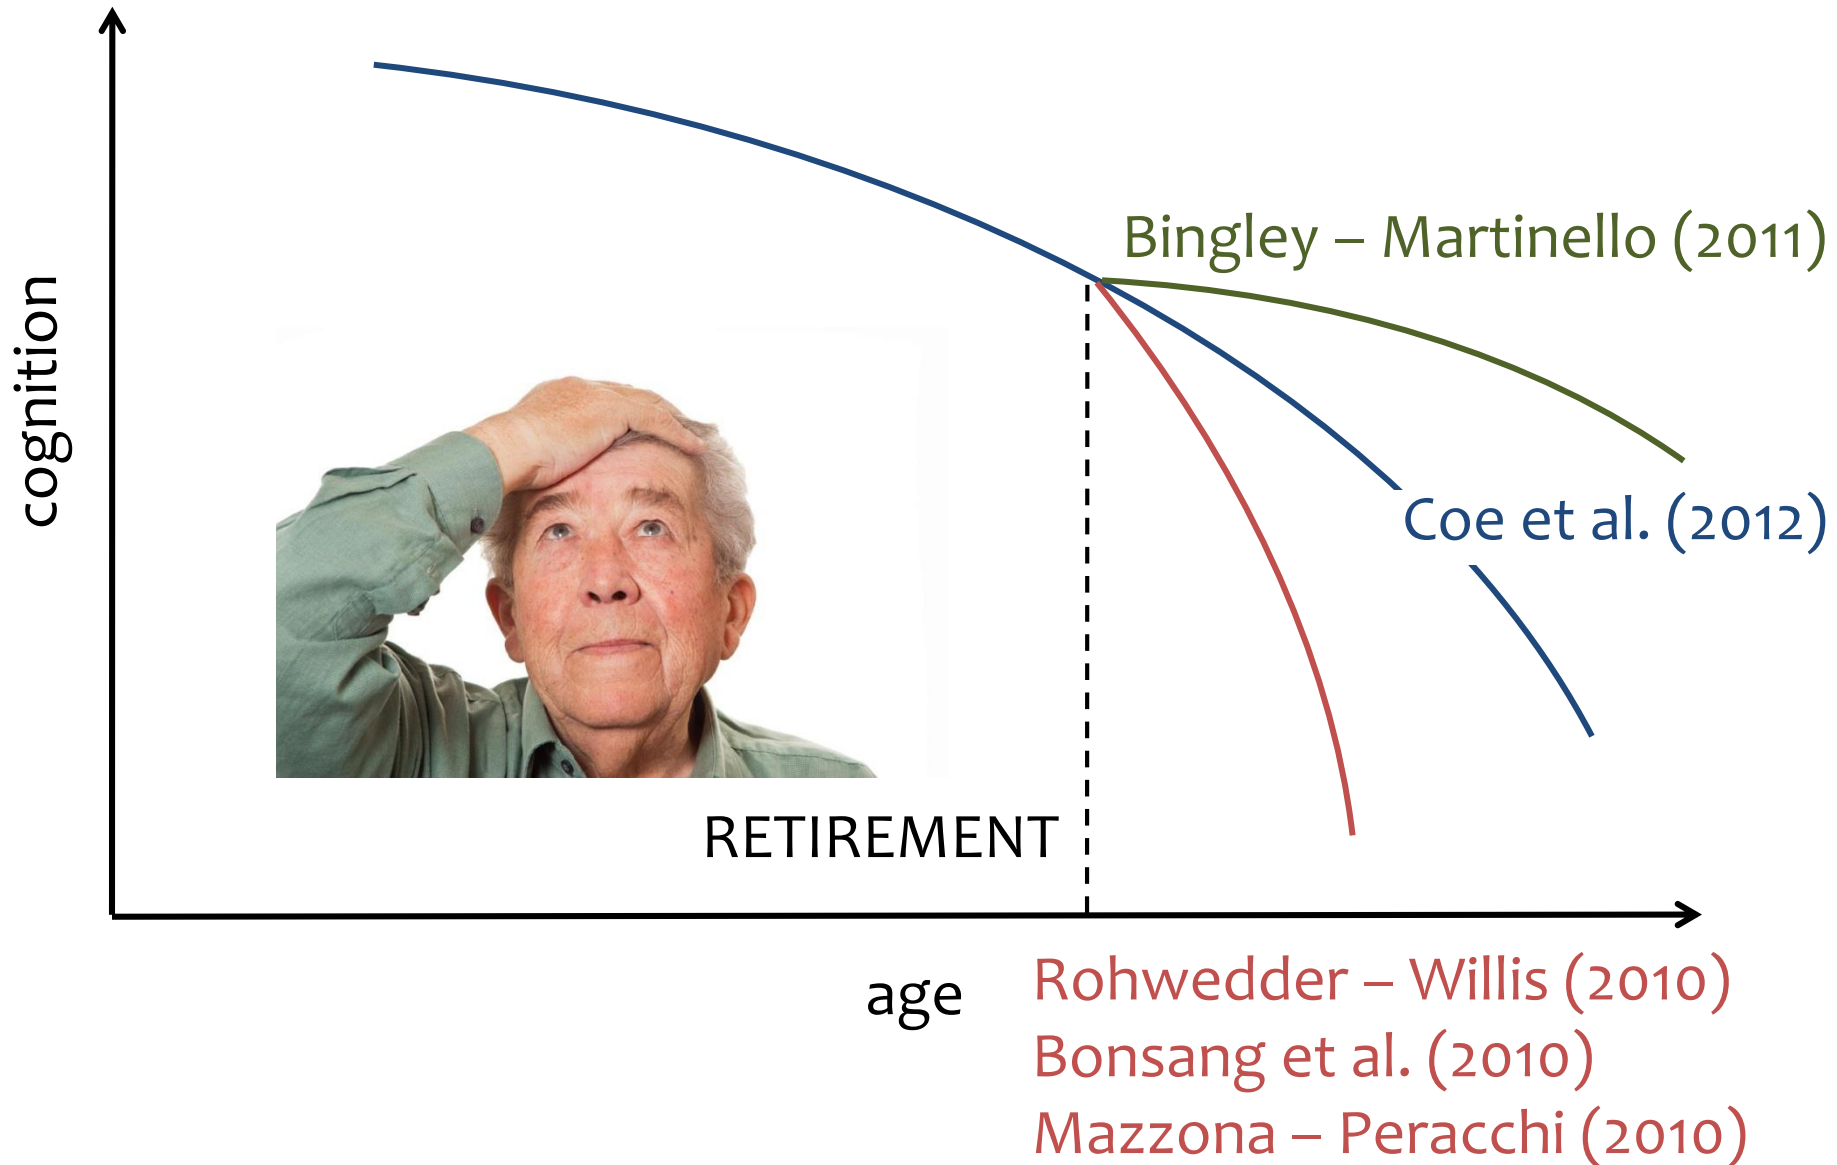 cognition
Bingley – Martinello (2011)
Coe et al. (2012)
RETIREMENT
age
Rohwedder – Willis (2010)
Bonsang et al. (2010)
Mazzona – Peracchi (2010)